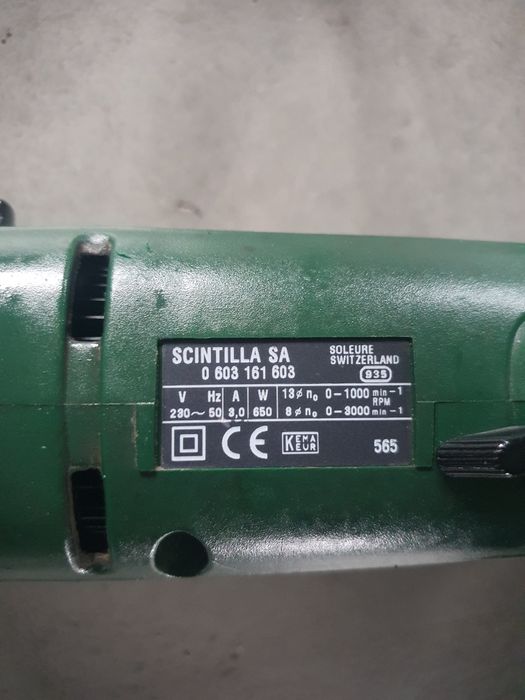 SCINTILLA SA
0 603 161 603
SOLEURE
SWITZERLAND
935
V Hz A W 13 ø n₀ 0-1000 min-1
RPM
230~ 50 3,0 650 8 ø n₀ 0-3000 min-1
CE KEMA
EUR 565